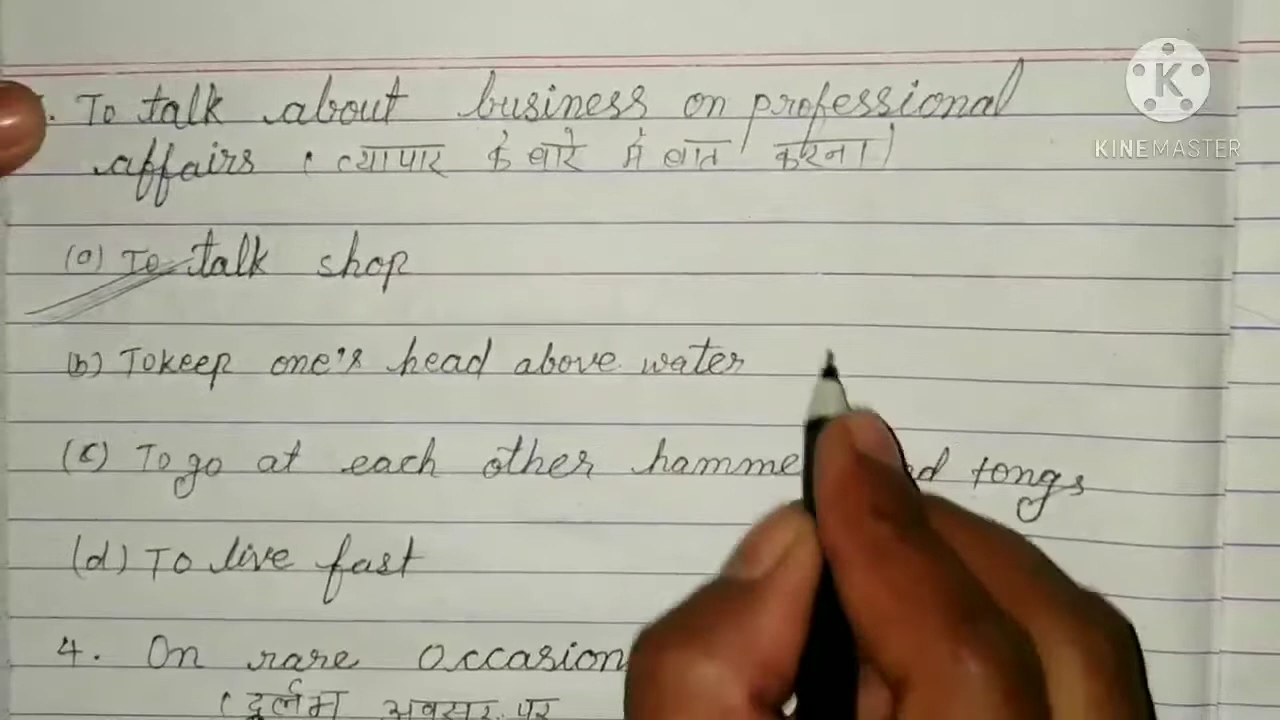 . To talk about business on professional
affairs (व्यापार के बारे में बात करना)
(a) To talk shop
(b) To keep one's head above water
(c) To go at each other tongs
(d) To live fast
4. On rare occasion
(दुर्लभ अवसर पर
K
KINEMASTER